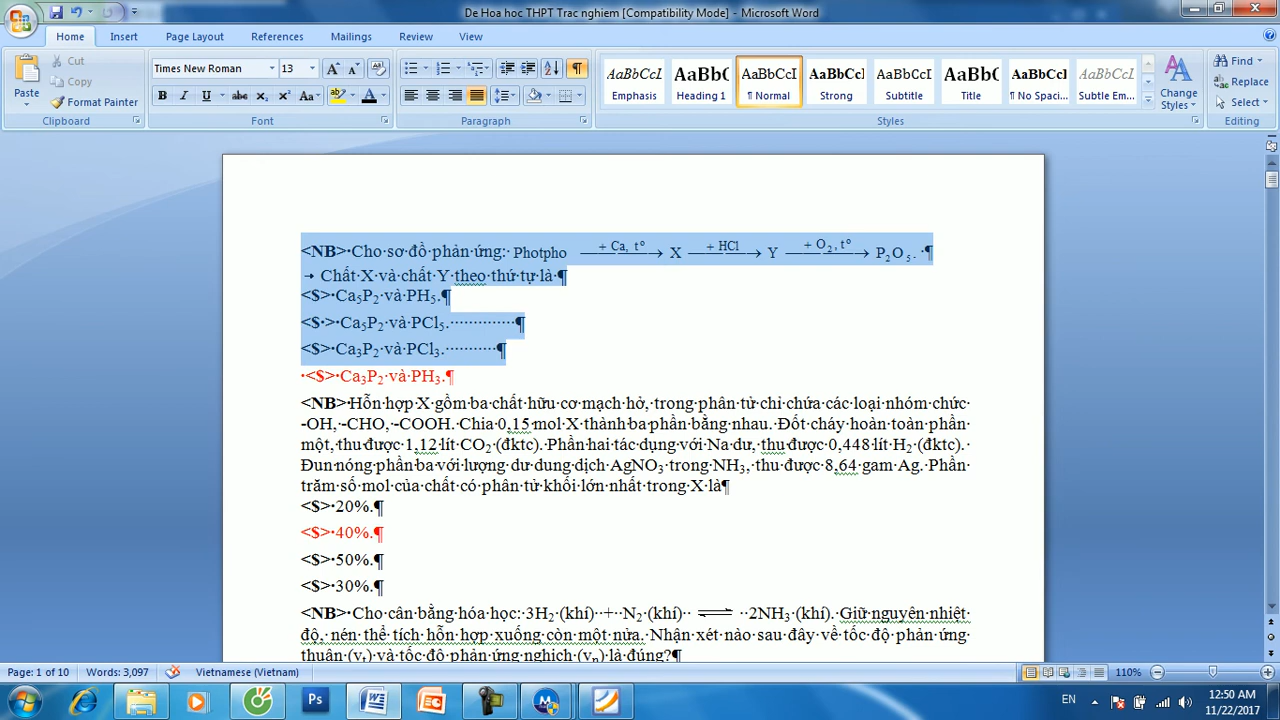 De Hoa hoc THPT Trac nghiem [Compatibility Mode] - Microsoft Word
Home Insert Page Layout References Mailings Review View
Paste
Cut
Copy
Format Painter
Clipboard
Times New Roman 13
Font
Paragraph
AaBbCcI AaBbC AaBbCcI AaBbCc AaBbCcI AaBbC AaBbCc AaBbCcI
Emphasis Heading 1 ¶ Normal Strong Subtitle Title ¶ No Spaci... Subtle Em...
Styles
Change Styles
Find
Replace
Select
Editing
<NB> Cho sơ đồ phản ứng: Photpho + Ca, t° → X + HCl → Y + O₂, t° → P₂O₅. ¶
→ Chất X và chất Y theo thứ tự là ¶
<$> Ca₅P₂ và PH₅.¶
<$ > Ca₅P₂ và PCl₅. ¶
<$> Ca₃P₂ và PCl₃. ¶
<$> Ca₃P₂ và PH₃.¶
<NB> Hỗn hợp X gồm ba chất hữu cơ mạch hở, trong phân tử chỉ chứa các loại nhóm chức
-OH, -CHO, -COOH. Chia 0,15 mol X thành ba phần bằng nhau. Đốt cháy hoàn toàn phần
một, thu được 1,12 lít CO₂ (đktc). Phần hai tác dụng với Na dư, thu được 0,448 lít H₂ (đktc).
Đun nóng phần ba với lượng dư dung dịch AgNO₃ trong NH₃, thu được 8,64 gam Ag. Phần
trăm số mol của chất có phân tử khối lớn nhất trong X là¶
<$> 20%.¶
<$> 40%.¶
<$> 50%.¶
<$> 30%.¶
<NB> Cho cân bằng hóa học: 3H₂ (khí) + N₂ (khí) ⇌ 2NH₃ (khí). Giữ nguyên nhiệt
độ, nén thể tích hỗn hợp xuống còn một nửa. Nhận xét nào sau đây về tốc độ phản ứng
thuận (vₜ) và tốc độ phản ứng nghịch (vₙ) là đúng?¶
Page: 1 of 10 Words: 3,097 Vietnamese (Vietnam) 110%
Ps
EN 12:50 AM
11/22/2017